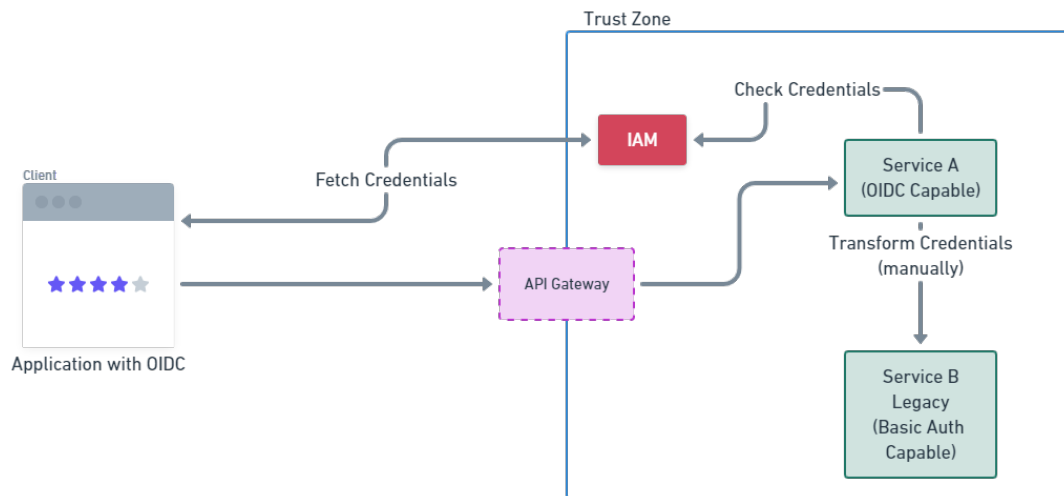 Trust Zone
Check Credentials
IAM
Client
Fetch Credentials
Service A
(OIDC Capable)
Transform Credentials
(manually)
API Gateway
Application with OIDC
Service B
Legacy
(Basic Auth
Capable)